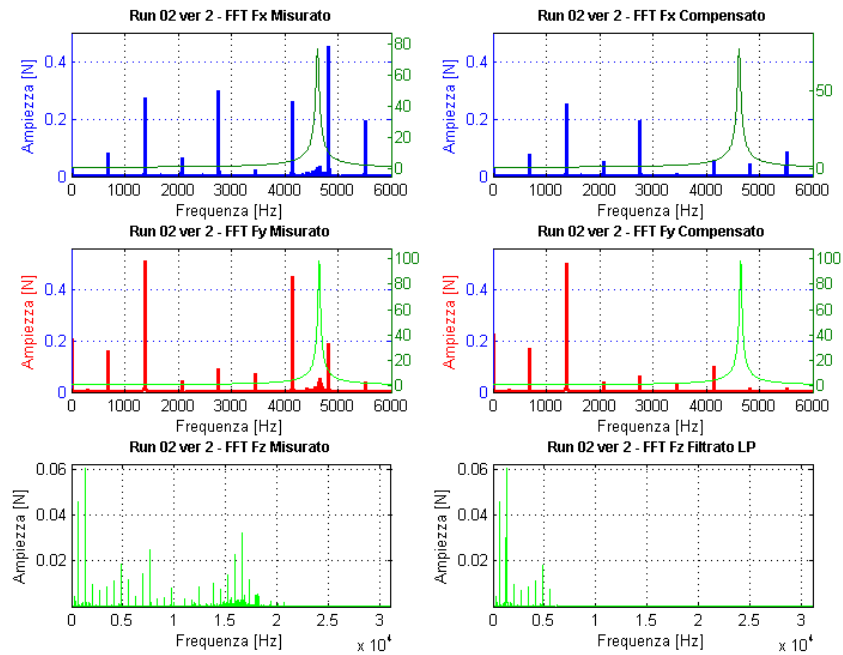 Run 02 ver 2 - FFT Fx Misurato
Ampiezza [N]
0.4
0.2
0
80
60
40
20
0
0 1000 2000 3000 4000 5000 6000
Frequenza [Hz]
Run 02 ver 2 - FFT Fx Compensato
Ampiezza [N]
0.4
0.2
0
50
0
0 1000 2000 3000 4000 5000 6000
Frequenza [Hz]
Run 02 ver 2 - FFT Fy Misurato
Ampiezza [N]
0.4
0.2
0
100
80
60
40
20
0
0 1000 2000 3000 4000 5000 6000
Frequenza [Hz]
Run 02 ver 2 - FFT Fy Compensato
Ampiezza [N]
0.4
0.2
0
100
80
60
40
20
0
0 1000 2000 3000 4000 5000 6000
Frequenza [Hz]
Run 02 ver 2 - FFT Fz Misurato
Ampiezza [N]
0.06
0.04
0.02
0 0.5 1 1.5 2 2.5 3
Frequenza [Hz]
x 10⁴
Run 02 ver 2 - FFT Fz Filtrato LP
Ampiezza [N]
0.06
0.04
0.02
0 0.5 1 1.5 2 2.5 3
Frequenza [Hz]
x 10⁴